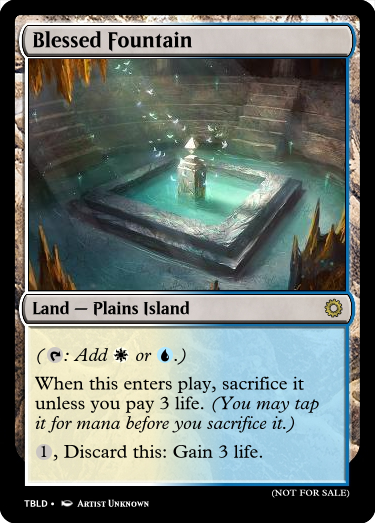 Blessed Fountain
Land — Plains Island
(: Add or .)
When this enters play, sacrifice it
unless you pay 3 life. (You may tap
it for mana before you sacrifice it.)
1, Discard this: Gain 3 life.
(NOT FOR SALE)
TBLD • Artist Unknown